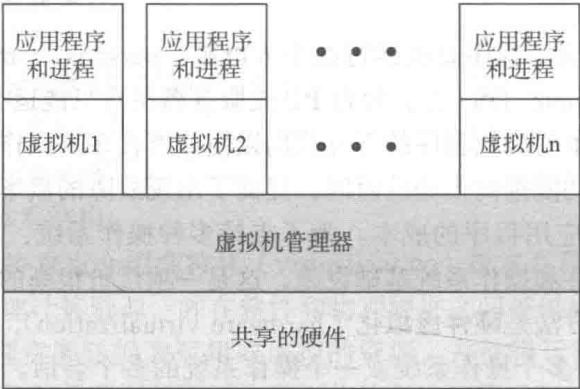 应用程序
和进程
应用程序
和进程
• • •
应用程序
和进程
虚拟机1
虚拟机2
• • •
虚拟机n
虚拟机管理器
共享的硬件